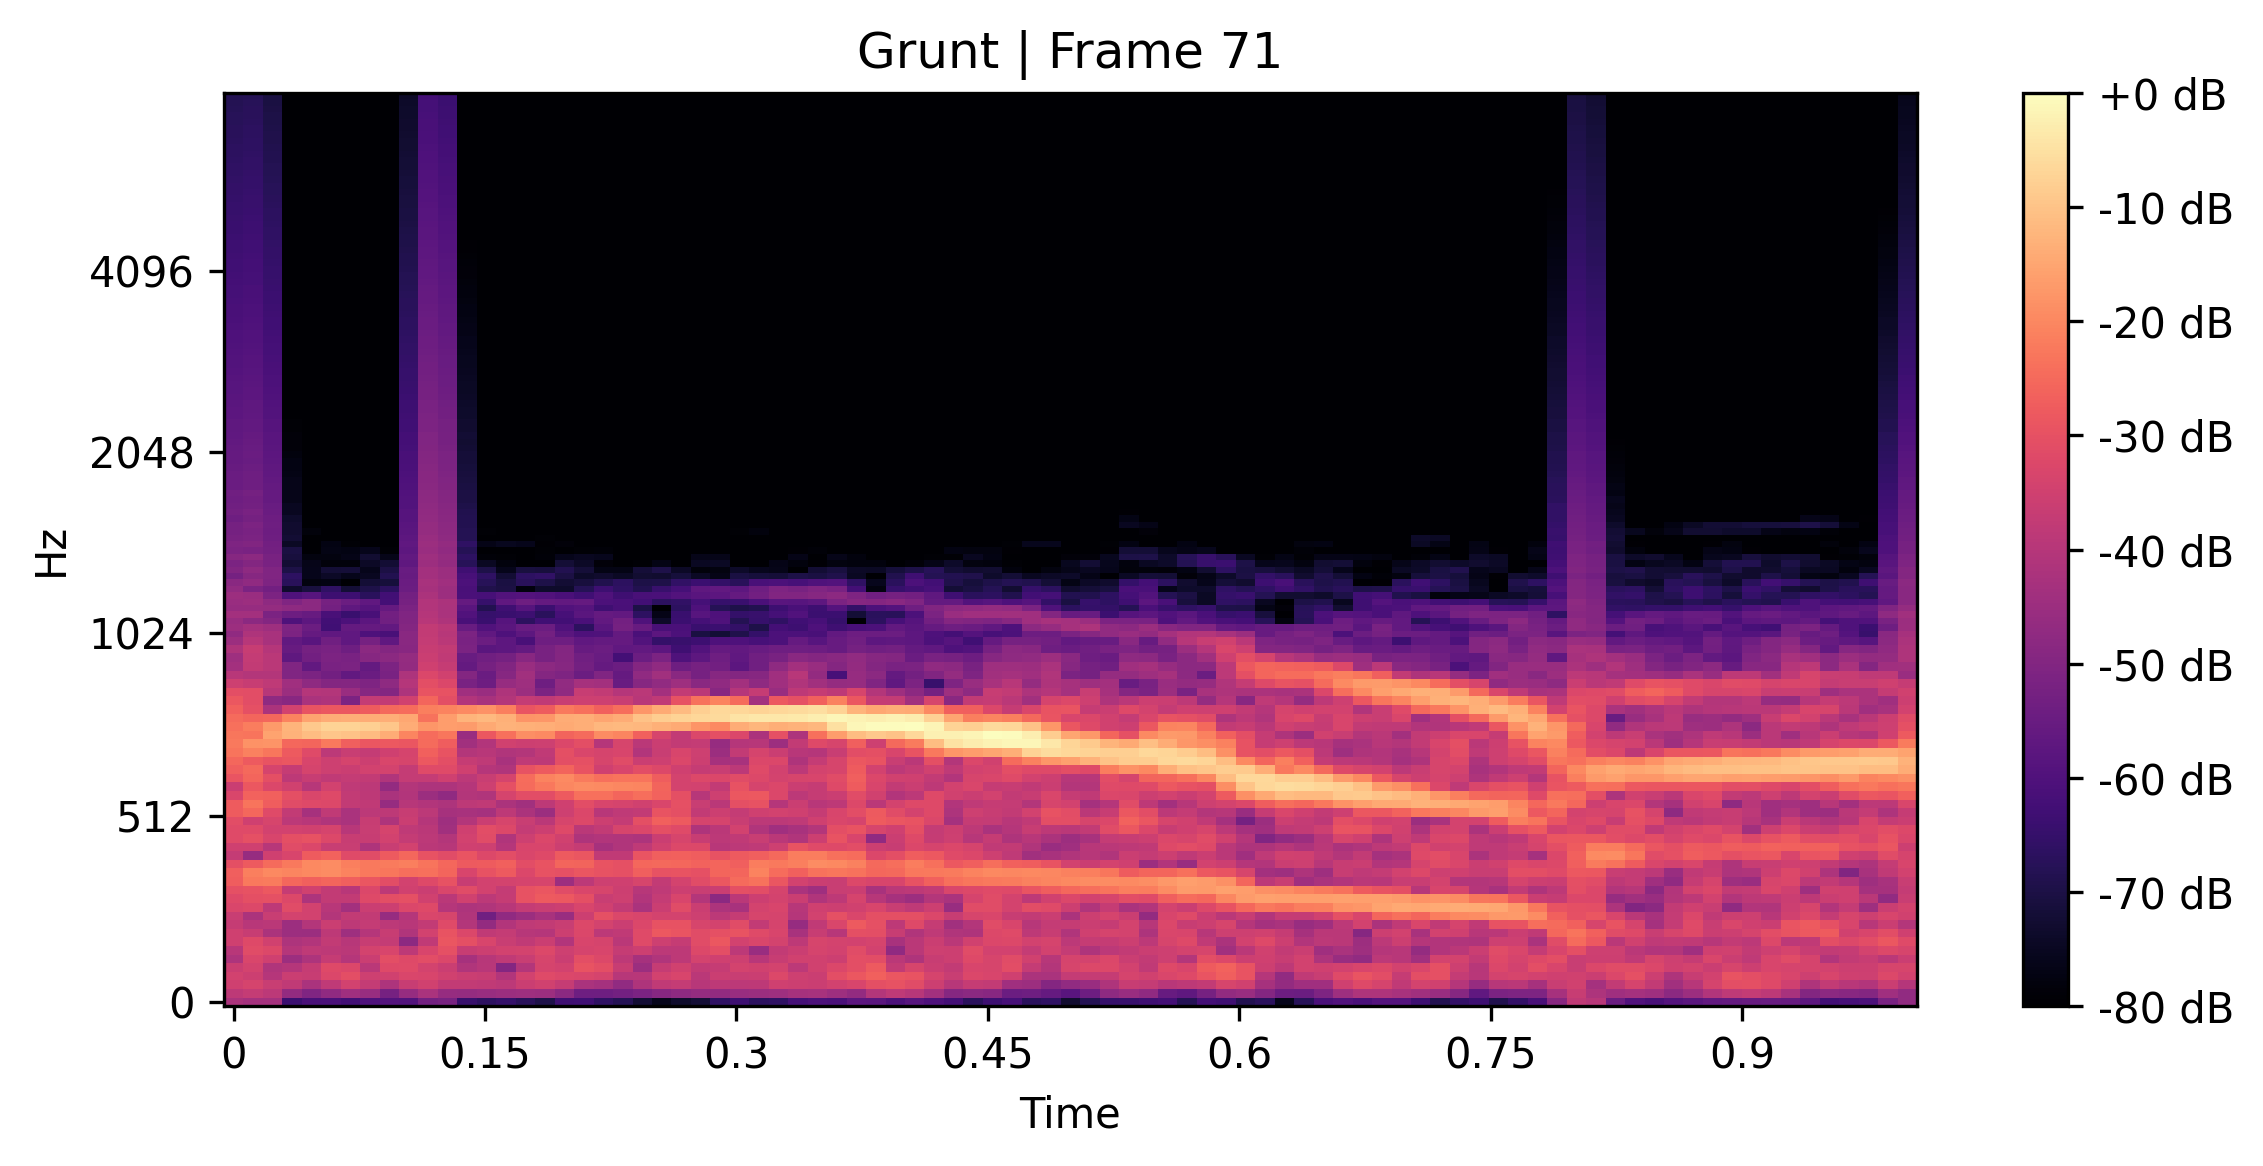 Grunt | Frame 71
Hz
4096
2048
1024
512
0
0
0.15
0.3
0.45
0.6
0.75
0.9
Time
+0 dB
-10 dB
-20 dB
-30 dB
-40 dB
-50 dB
-60 dB
-70 dB
-80 dB